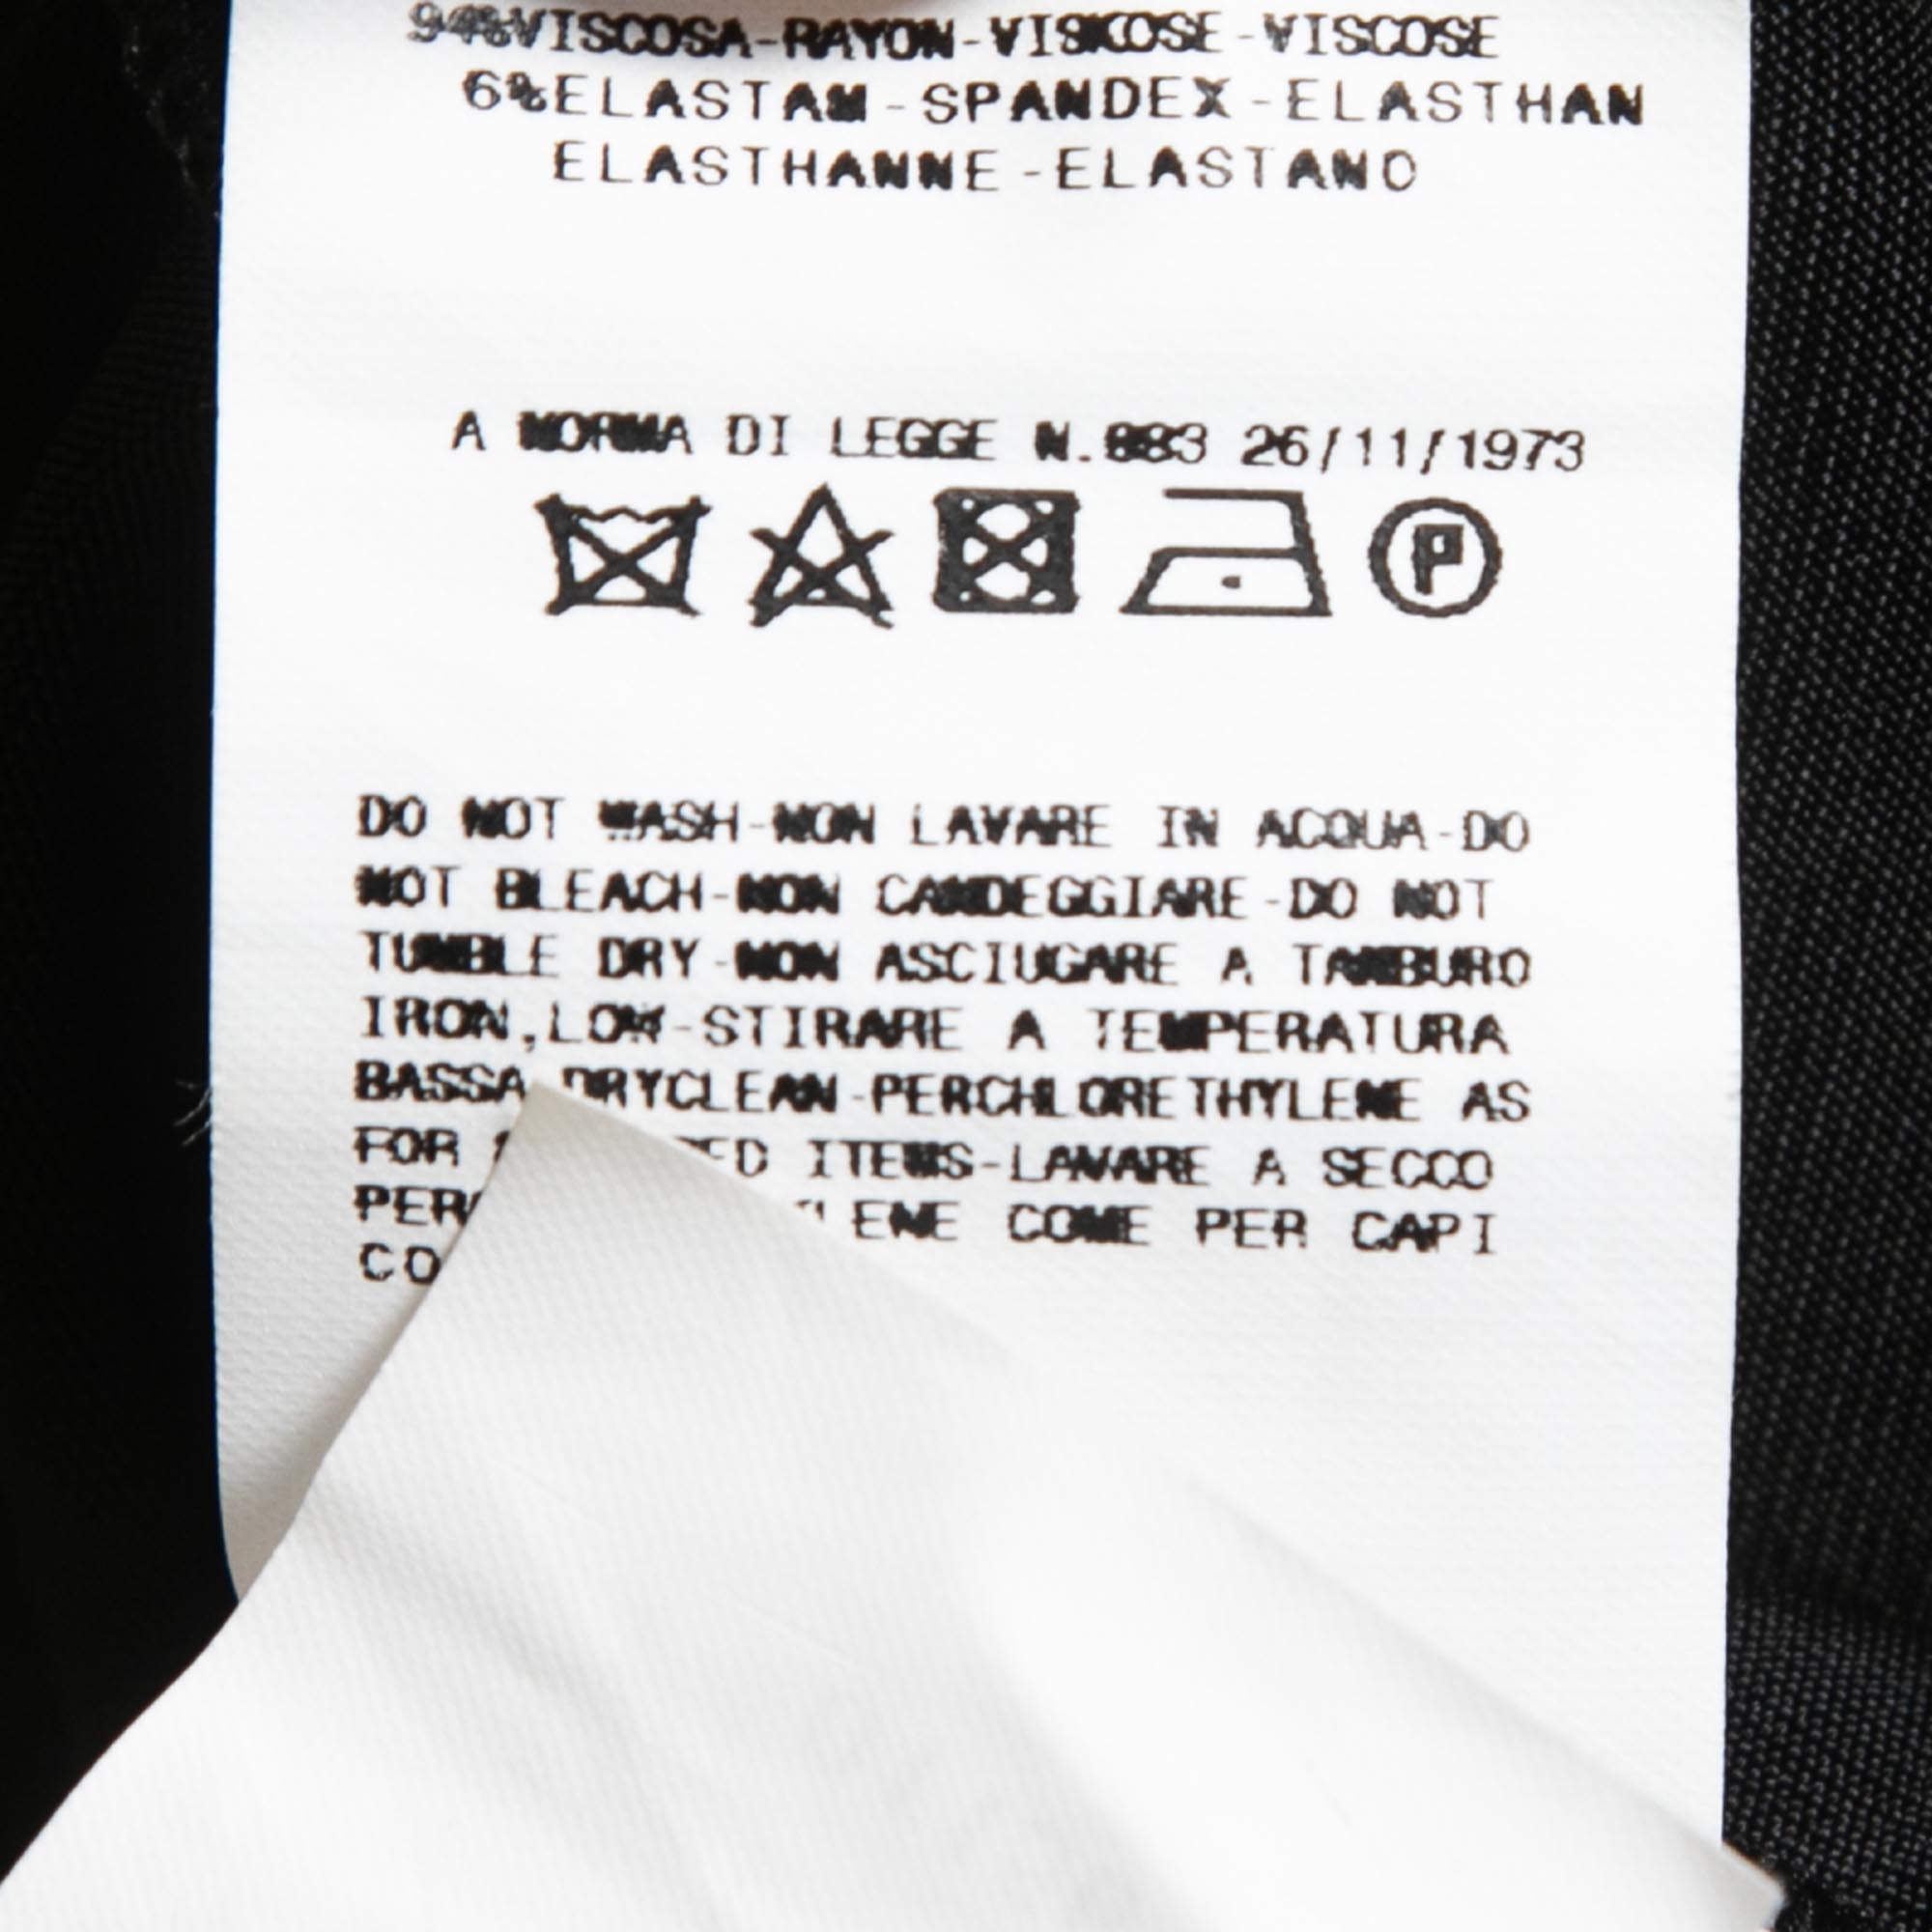 94%VISCOSA-RAYON-VISKOSE-VISCOSE
6%ELASTAM-SPANDEX-ELASTHAN
ELASTHANNE-ELASTANO
A NORMA DI LEGGE N.883 26/11/1973
P
DO NOT WASH-NON LAVARE IN ACQUA-DO
NOT BLEACH-NON CANDEGGIARE-DO NOT
TUMBLE DRY-NON ASCIUGARE A TAMBURO
IRON,LOW-STIRARE A TEMPERATURA
BASSA DRYCLEAN-PERCHLORETHYLENE AS
FOR ITEMS-LAVARE A SECCO
COME PER CAPI